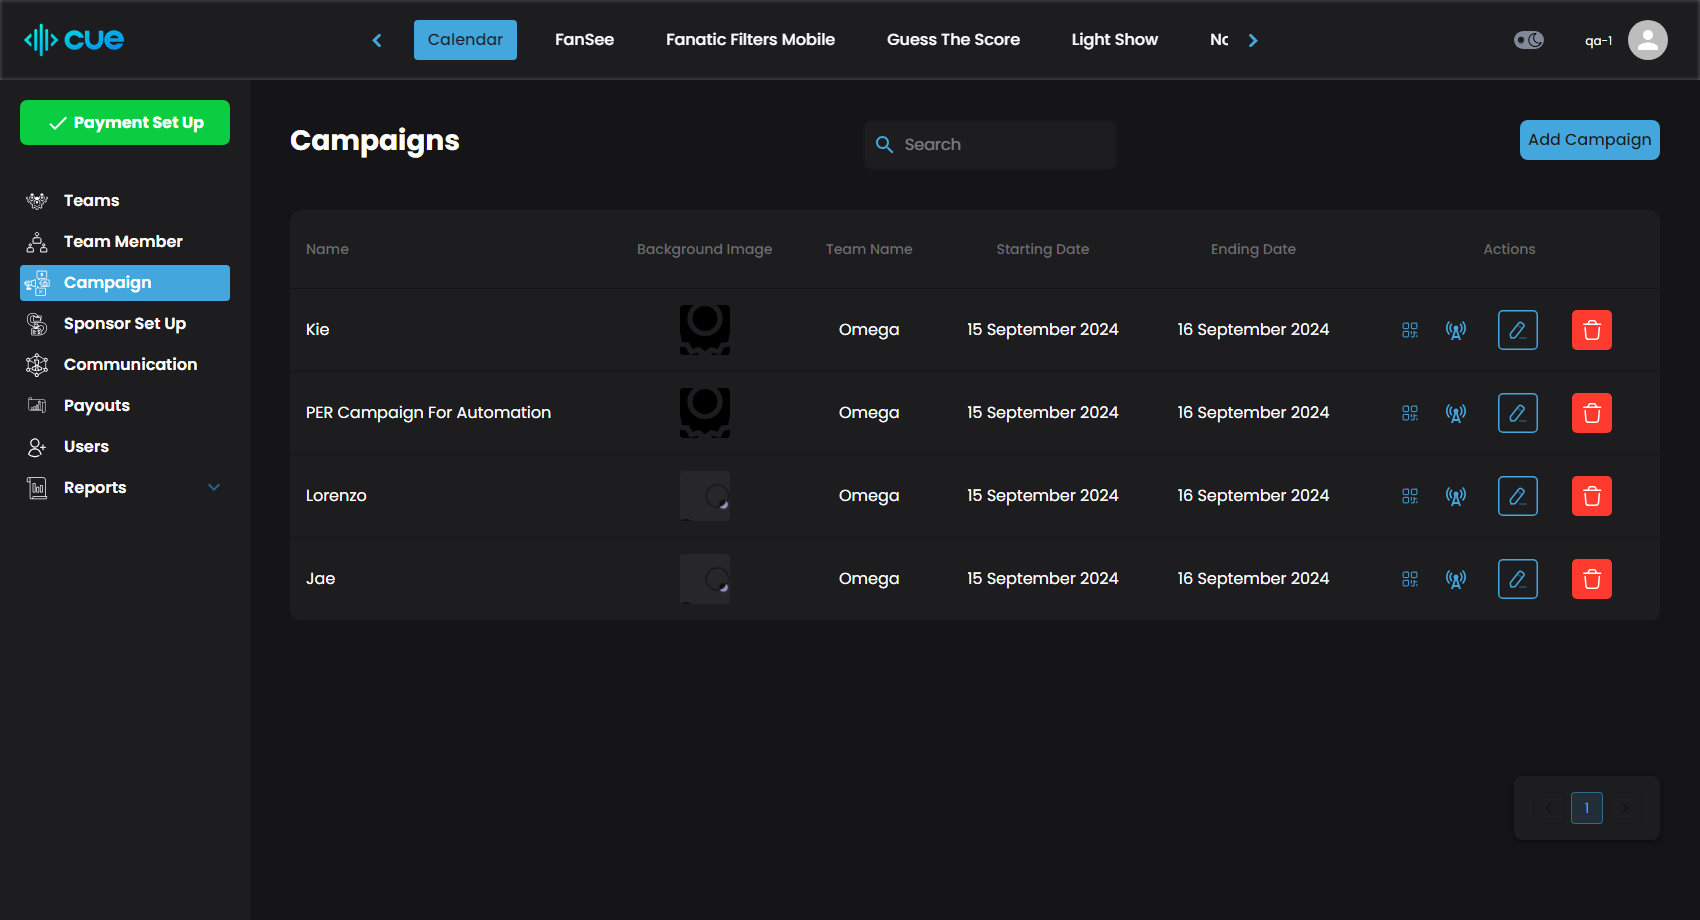 cue
Calendar FanSee Fanatic Filters Mobile Guess The Score Light Show
qa-1
Payment Set Up
Teams
Team Member
Campaign
Sponsor Set Up
Communication
Payouts
Users
Reports
Campaigns
Search
Add Campaign
Name Background Image Team Name Starting Date Ending Date Actions
Kie Omega 15 September 2024 16 September 2024
PER Campaign For Automation Omega 15 September 2024 16 September 2024
Lorenzo Omega 15 September 2024 16 September 2024
Jae Omega 15 September 2024 16 September 2024
1